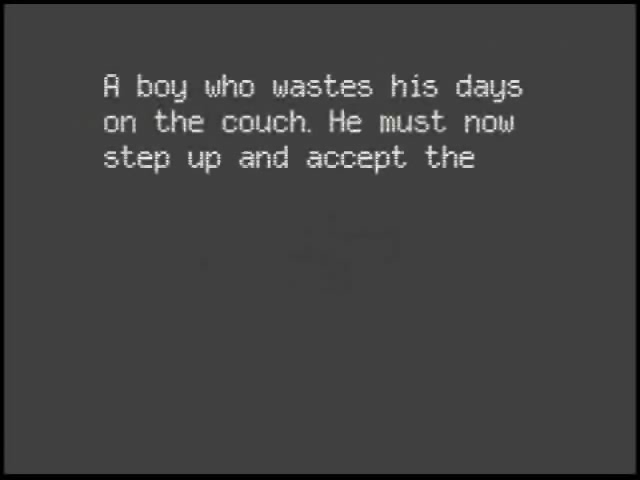 A boy who wastes his days
on the couch. He must now
step up and accept the